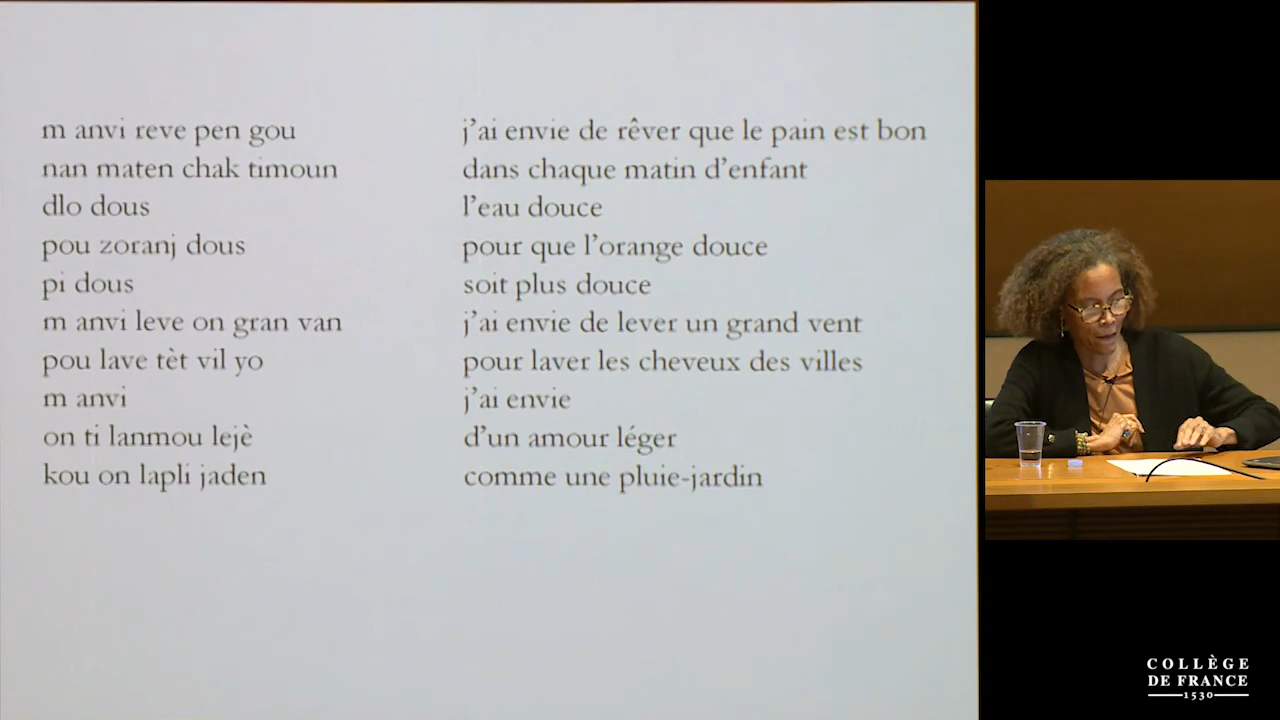 m anvi reve pen gou
nan maten chak timoun
dlo dous
pou zoranj dous
pi dous
m anvi leve on gran van
pou lave tèt vil yo
m anvi
on ti lanmou lejè
kou on lapli jaden
j'ai envie de rêver que le pain est bon
dans chaque matin d'enfant
l'eau douce
pour que l'orange douce
soit plus douce
j'ai envie de lever un grand vent
pour laver les cheveux des villes
j'ai envie
d'un amour léger
comme une pluie-jardin
COLLÈGE
DE FRANCE
1530